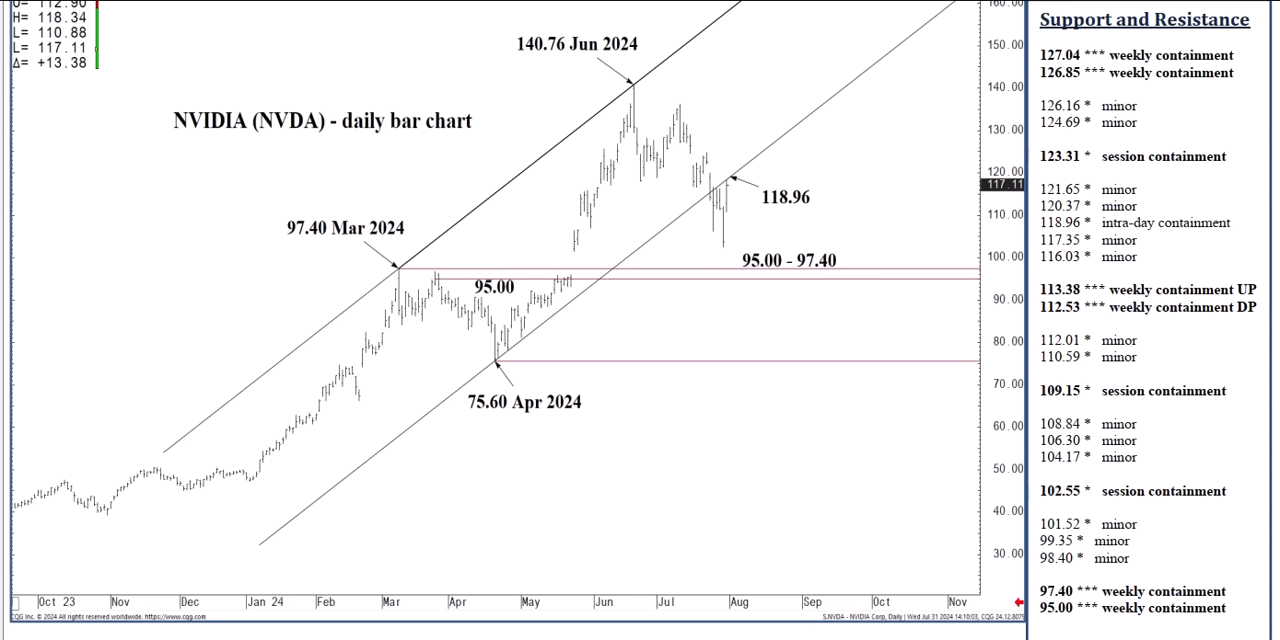 O= 112.90
H= 118.34
L= 110.88
L= 117.11
Δ= +13.38
NVIDIA (NVDA) - daily bar chart
140.76 Jun 2024
97.40 Mar 2024
118.96
95.00 - 97.40
95.00
75.60 Apr 2024
160.00
150.00
140.00
130.00
120.00
117.11
110.00
100.00
90.00
80.00
70.00
60.00
50.00
40.00
30.00
Oct 23 Nov Dec Jan 24 Feb Mar Apr May Jun Jul Aug Sep Oct Nov
CQG Inc. © 2024 All rights reserved worldwide. https://www.cqg.com
S.NVDA - NVIDIA Corp, Daily | Wed Jul 31 2024 14:10:03, CQG 24.12.8079
Support and Resistance
127.04 *** weekly containment
126.85 *** weekly containment
126.16 * minor
124.69 * minor
123.31 * session containment
121.65 * minor
120.37 * minor
118.96 * intra-day containment
117.35 * minor
116.03 * minor
113.38 *** weekly containment UP
112.53 *** weekly containment DP
112.01 * minor
110.59 * minor
109.15 * session containment
108.84 * minor
106.30 * minor
104.17 * minor
102.55 * session containment
101.52 * minor
99.35 * minor
98.40 * minor
97.40 *** weekly containment
95.00 *** weekly containment